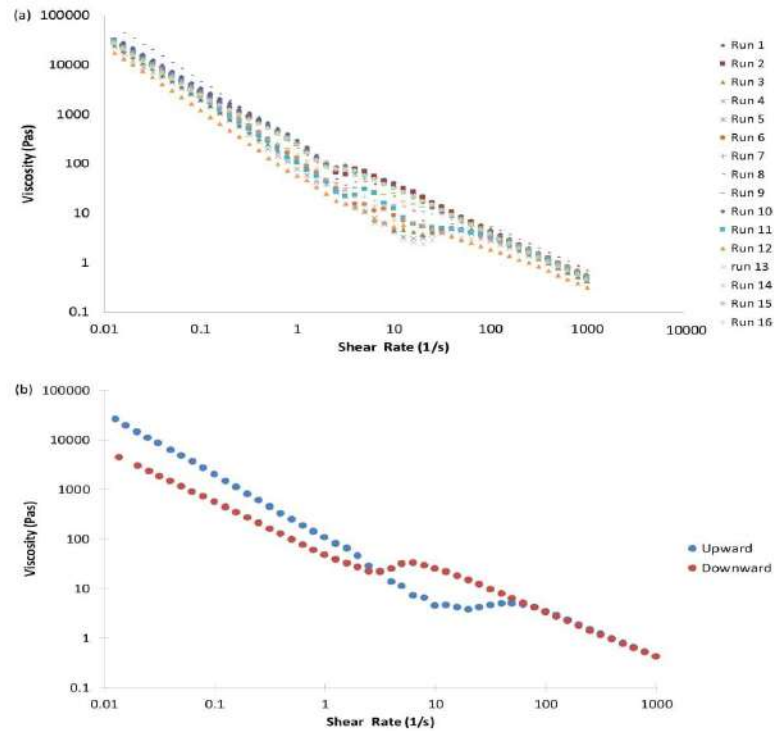 (a)
100000
10000
1000
100
10
1
0.1
Viscosity (Pas)
0.01
0.1
1
10
100
1000
10000
Shear Rate (1/s)
Run 1
Run 2
Run 3
Run 4
Run 5
Run 6
Run 7
Run 8
Run 9
Run 10
Run 11
Run 12
run 13
Run 14
Run 15
Run 16
(b)
100000
10000
1000
100
10
1
0.1
Viscosity (Pas)
0.01
0.1
1
10
100
1000
Shear Rate (1/s)
Upward
Downward